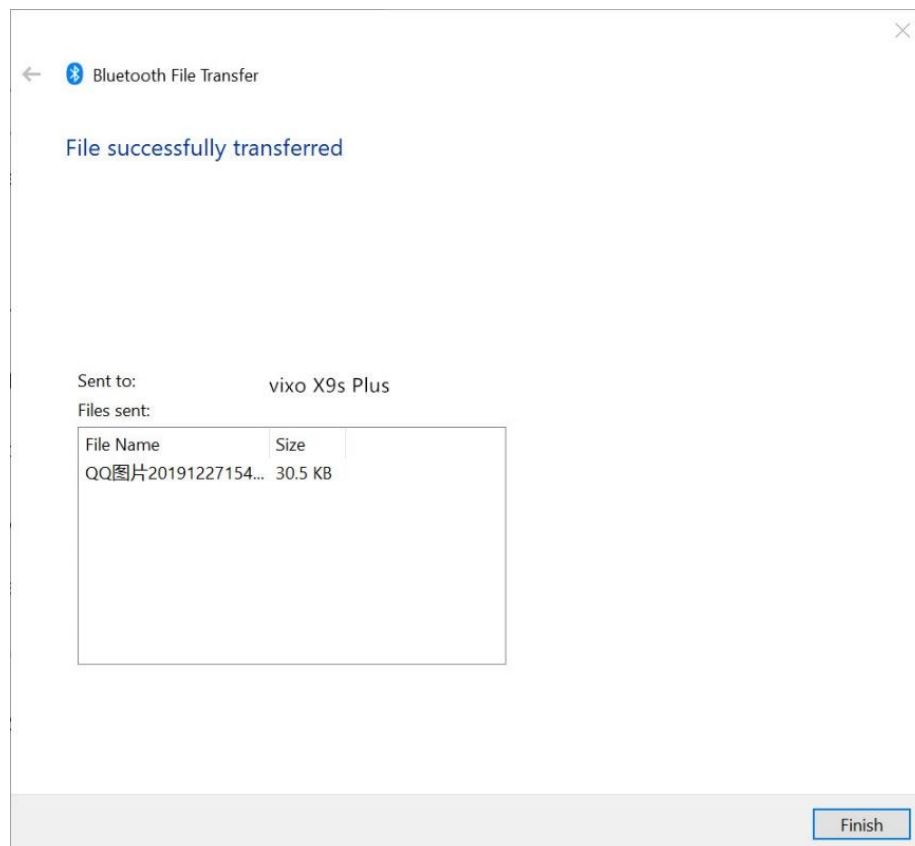 Bluetooth File Transfer
File successfully transferred
Sent to: vixo X9s Plus
Files sent:
File Name Size
QQ图片20191227154... 30.5 KB
Finish